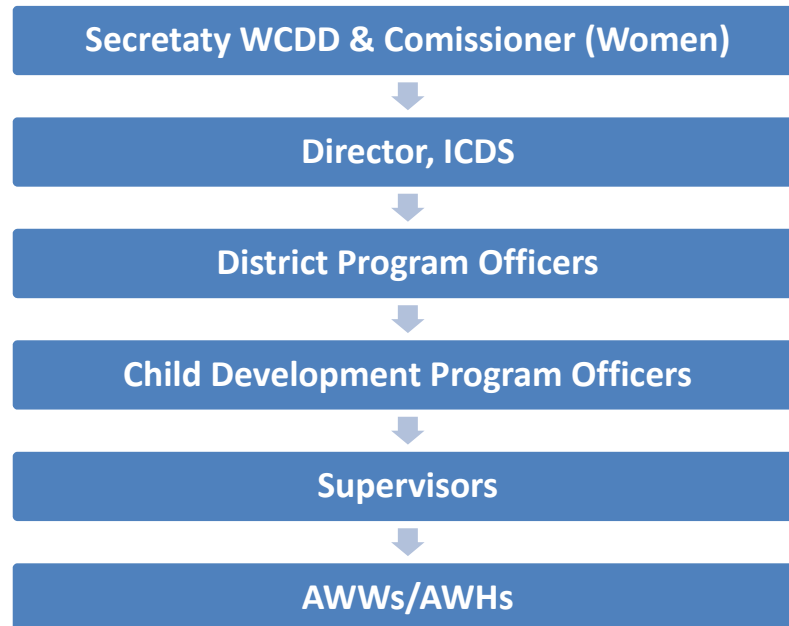 Secretaty WCDD & Comissioner (Women)
Director, ICDS
District Program Officers
Child Development Program Officers
Supervisors
AWWs/AWHs